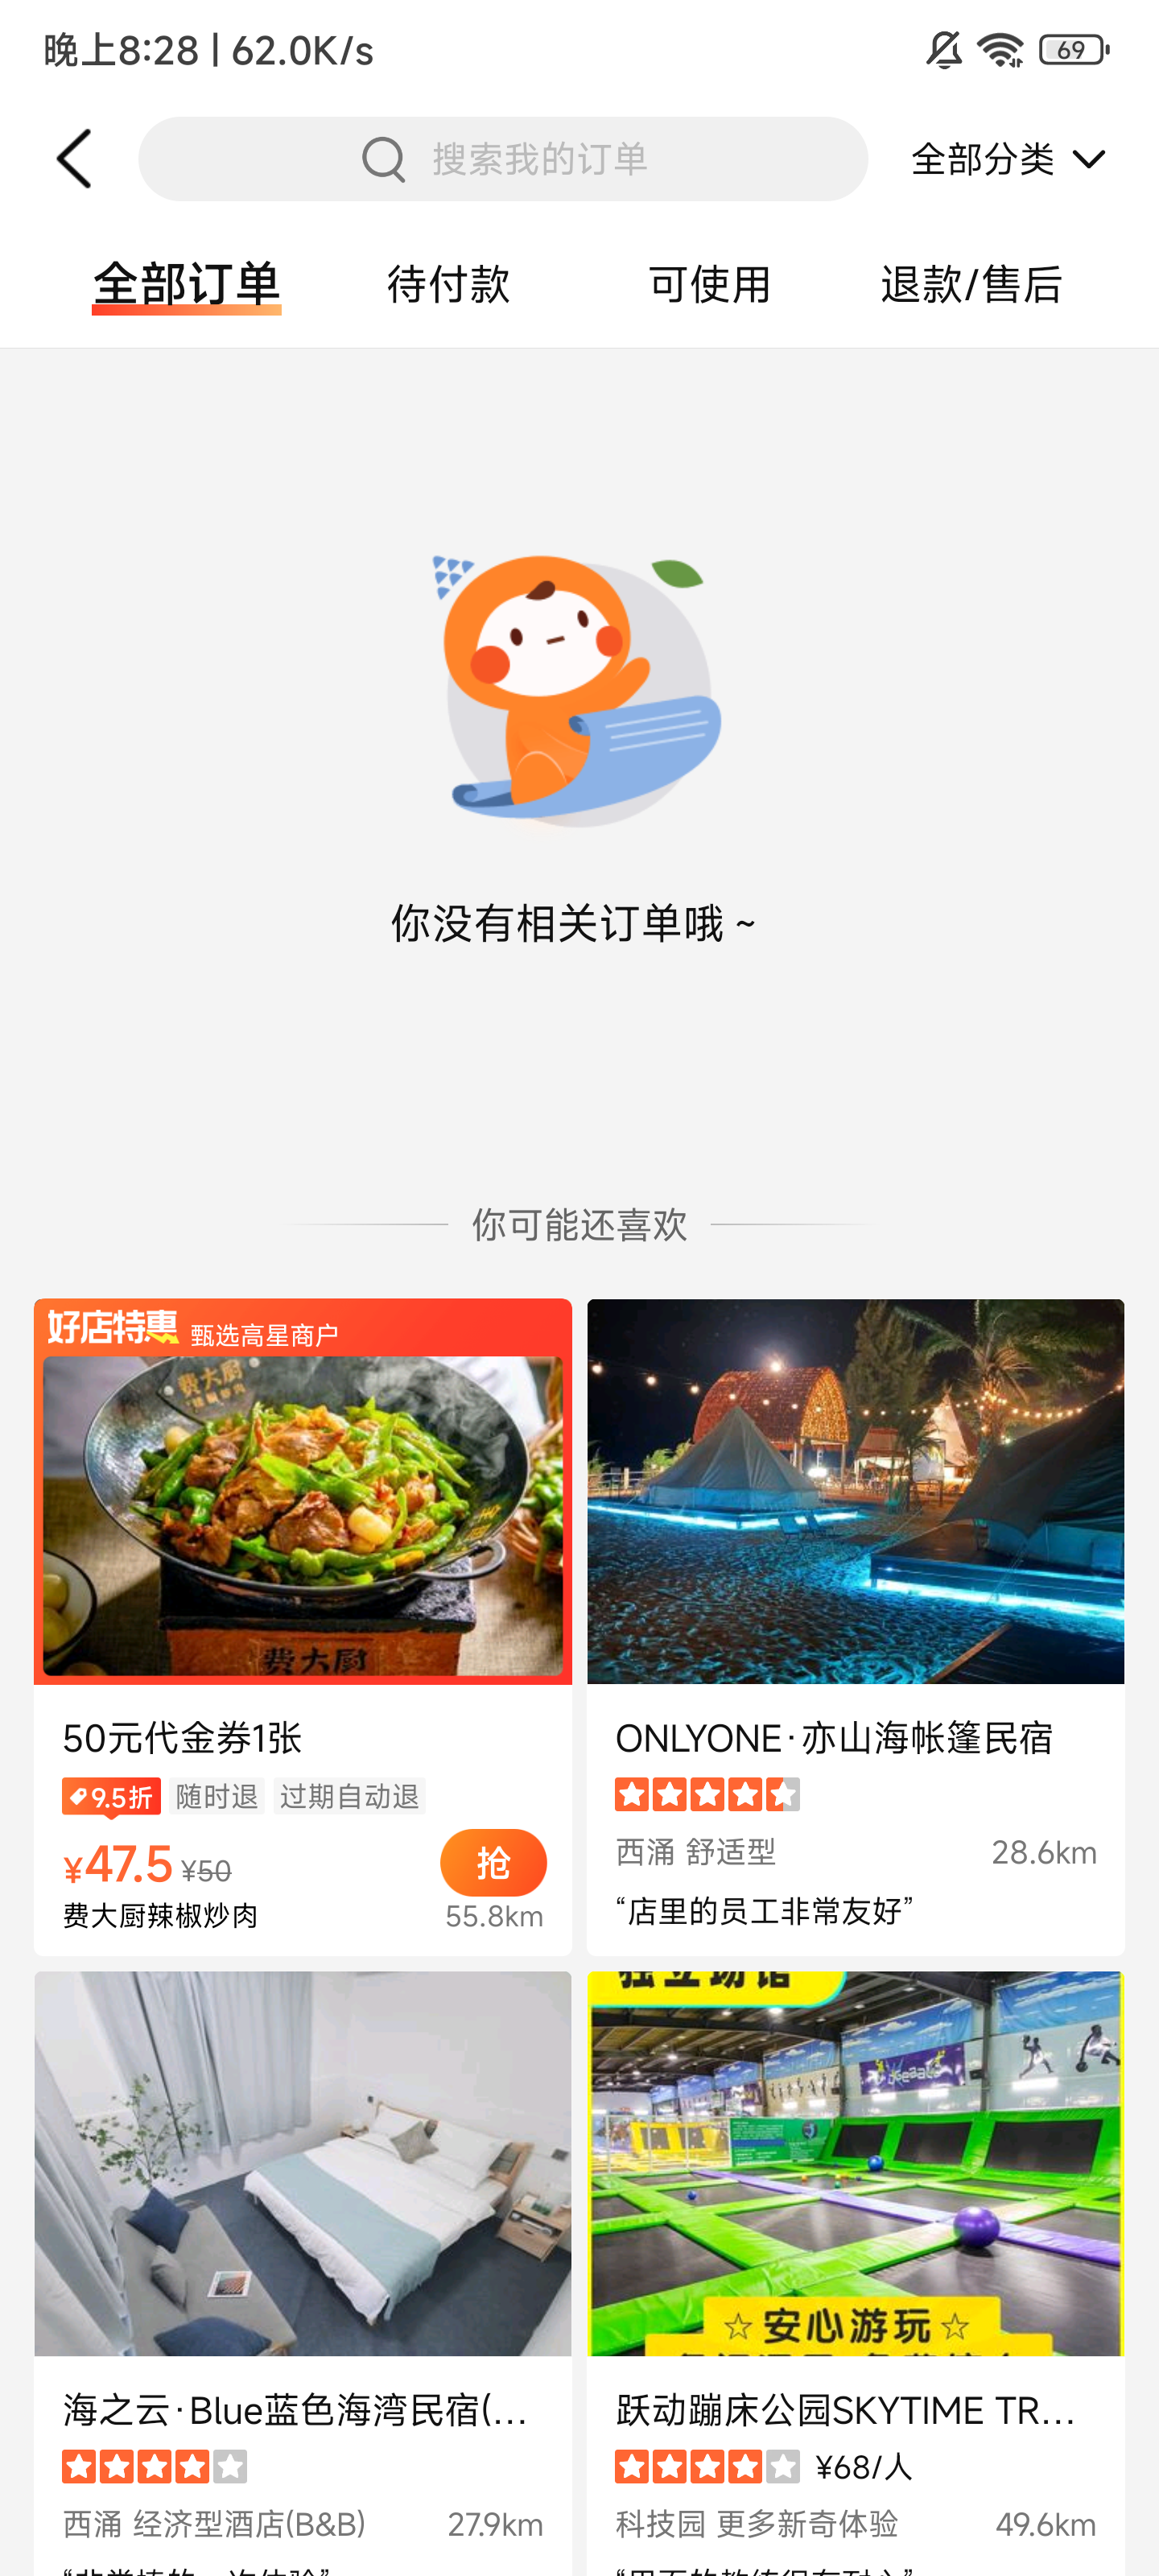 晚上8:28 | 62.0K/s
69
搜索我的订单
全部分类
全部订单
待付款
可使用
退款/售后
你没有相关订单哦 ~
你可能还喜欢
好店特惠 甄选高星商户
费大厨
费大厨
50元代金券1张
9.5折 随时退 过期自动退
¥47.5 ¥50
抢
费大厨辣椒炒肉
55.8km
ONLYONE·亦山海帐篷民宿
西涌 舒适型
28.6km
“店里的员工非常友好”
海之云·Blue蓝色海湾民宿(...
西涌 经济型酒店(B&B)
27.9km
独立场馆
☆安心游玩☆
跃动蹦床公园SKYTIME TR...
¥68/人
科技园 更多新奇体验
49.6km